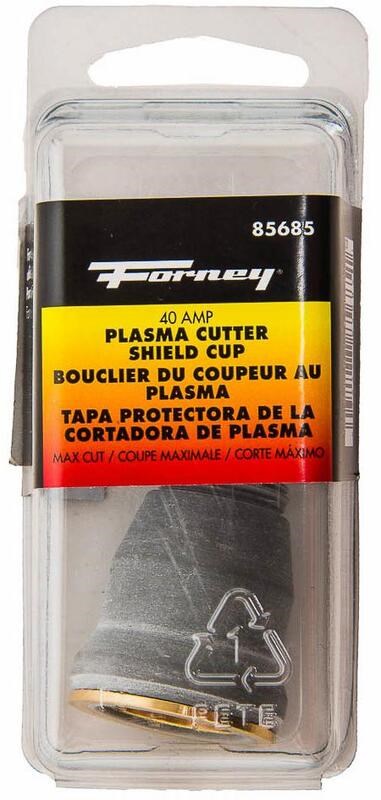 85685
Forney
40 AMP
PLASMA CUTTER
SHIELD CUP
BOUCLIER DU COUPEUR AU
PLASMA
TAPA PROTECTORA DE LA
CORTADORA DE PLASMA
MAX CUT / COUPE MAXIMALE / CORTE MÁXIMO
1
PETE